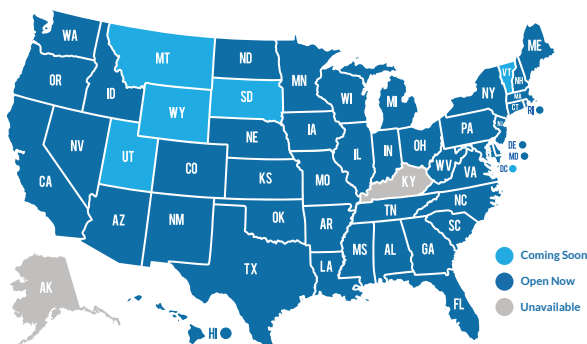 WA
MT
ND
MN
ME
VT
NH
OR
ID
SD
WI
MI
NY
MA
CT
RI
WY
IA
PA
NJ
NE
NV
UT
IL
IN
OH
DE
MD
DC
CO
WV
VA
KS
MO
KY
CA
NC
TN
OK
AR
SC
AZ
NM
MS
AL
GA
TX
LA
Coming Soon
Open Now
AK
FL
Unavailable
HI